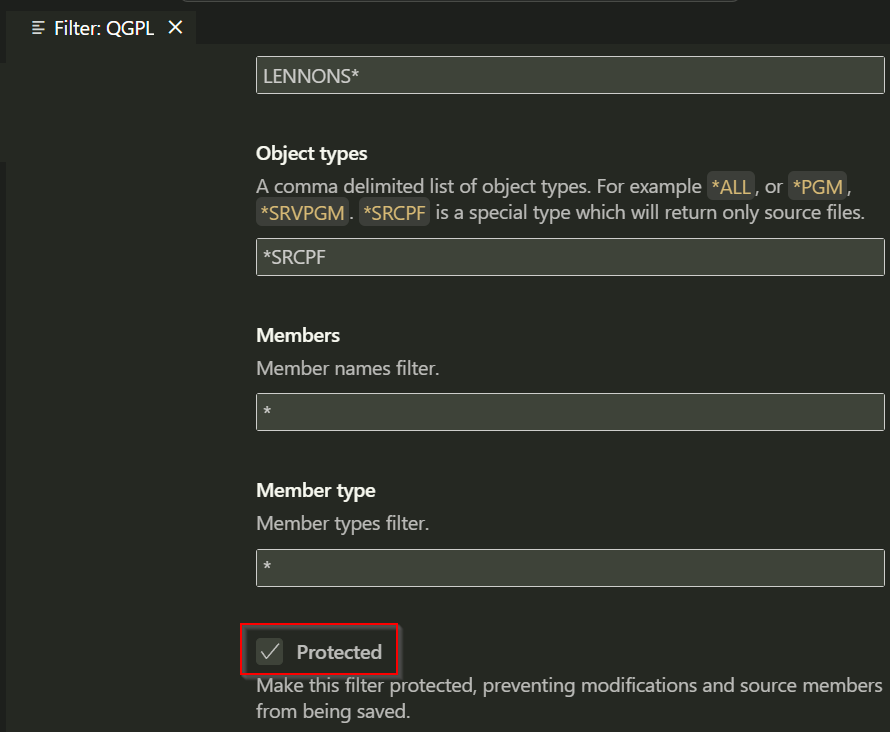 Filter: QGPL
LENNONS*
Object types
A comma delimited list of object types. For example *ALL, or *PGM,
*SRVPGM. *SRCPF is a special type which will return only source files.
*SRCPF
Members
Member names filter.
*
Member type
Member types filter.
*
Protected
Make this filter protected, preventing modifications and source members
from being saved.